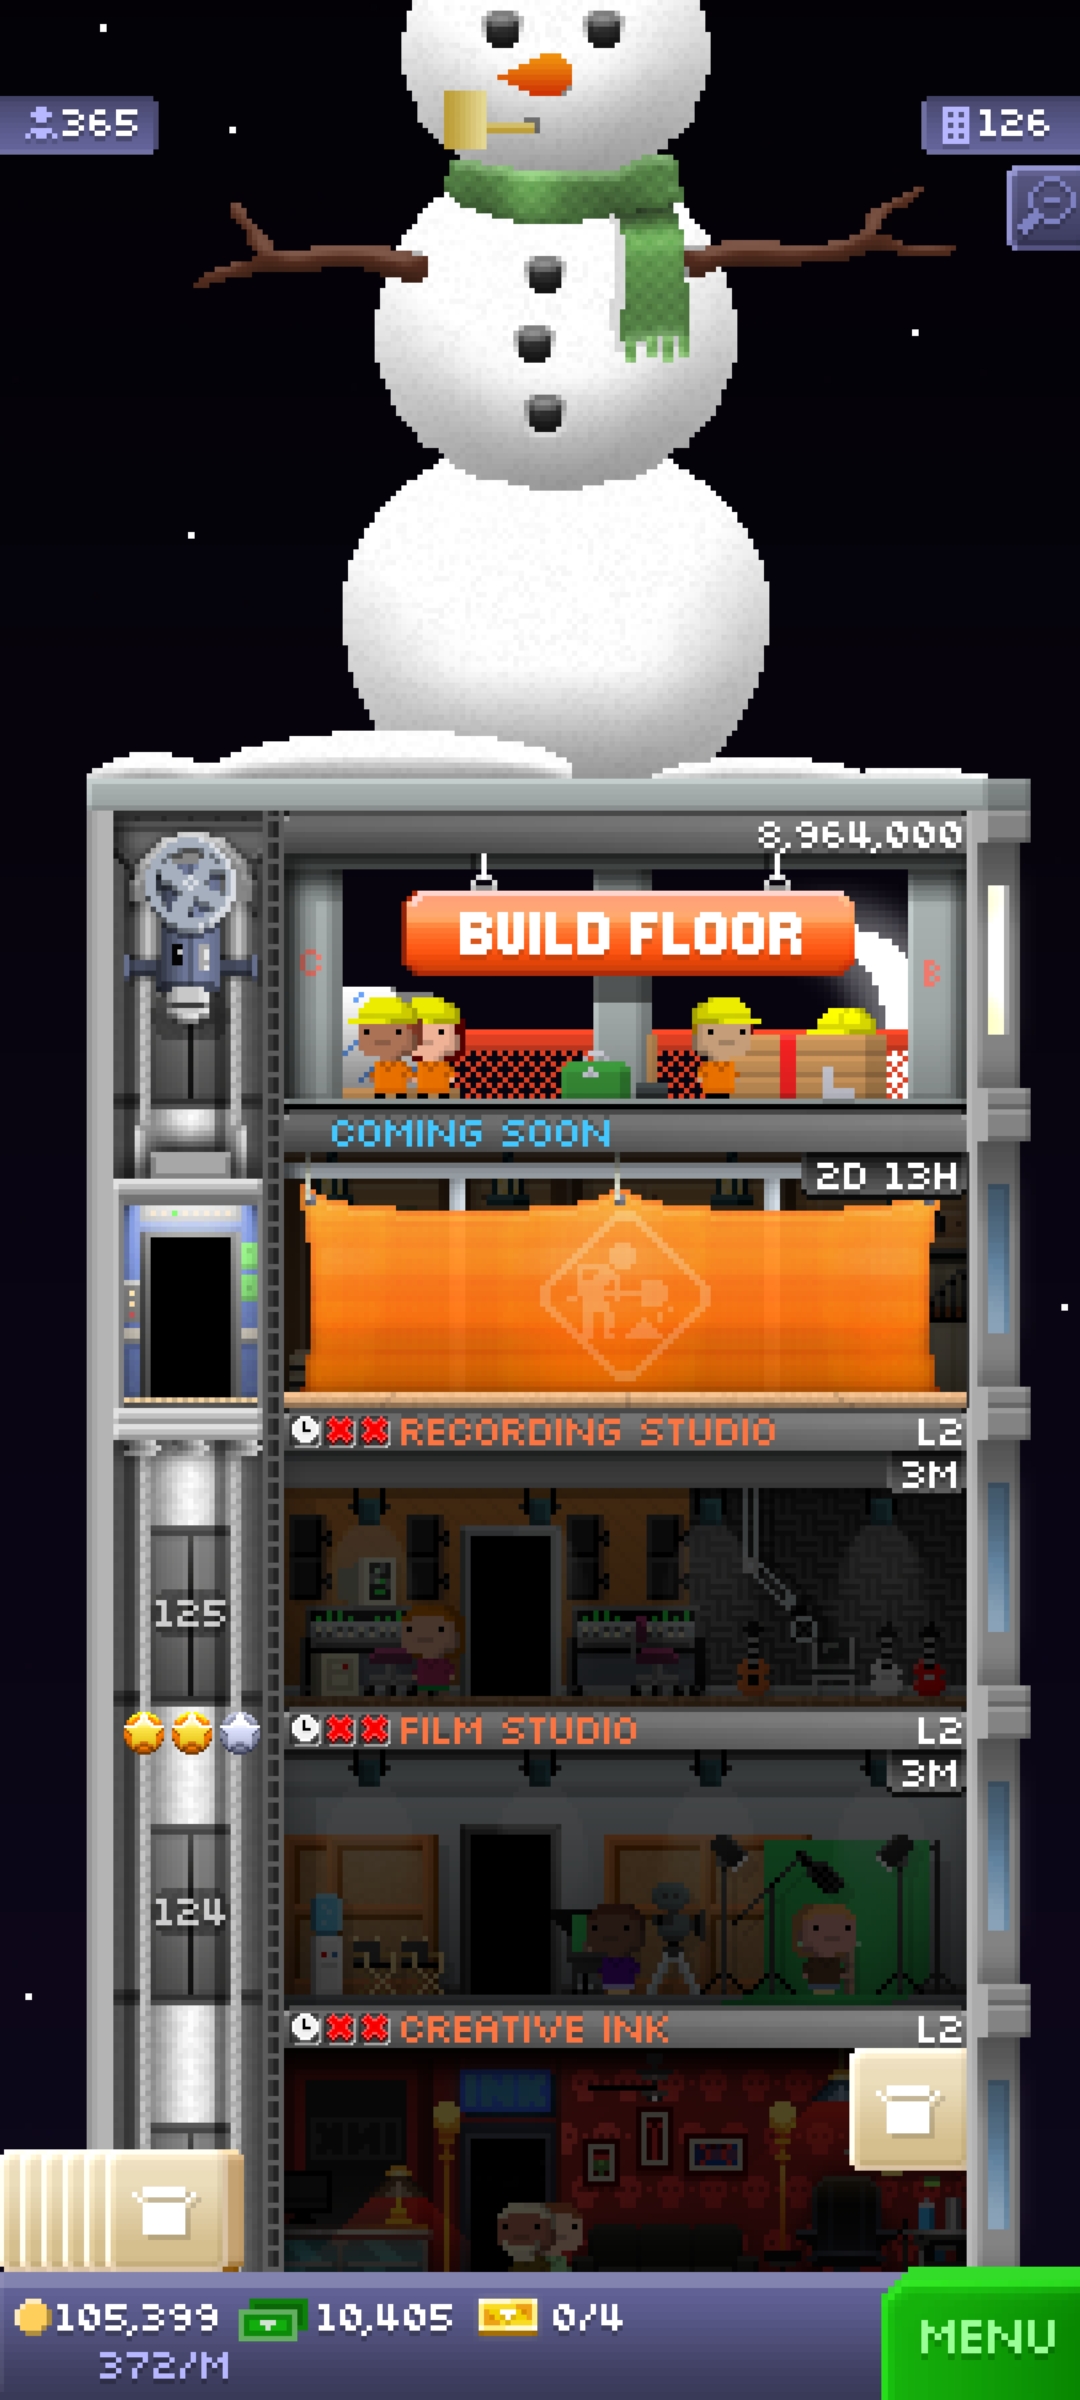 365
126
8,964,000
BUILD FLOOR
C
B
COMING SOON
2D 13H
RECORDING STUDIO L2
3M
125
FILM STUDIO L2
3M
124
CREATIVE INK L2
INK
INK
105,399 10,405 0/4
372/M
MENU